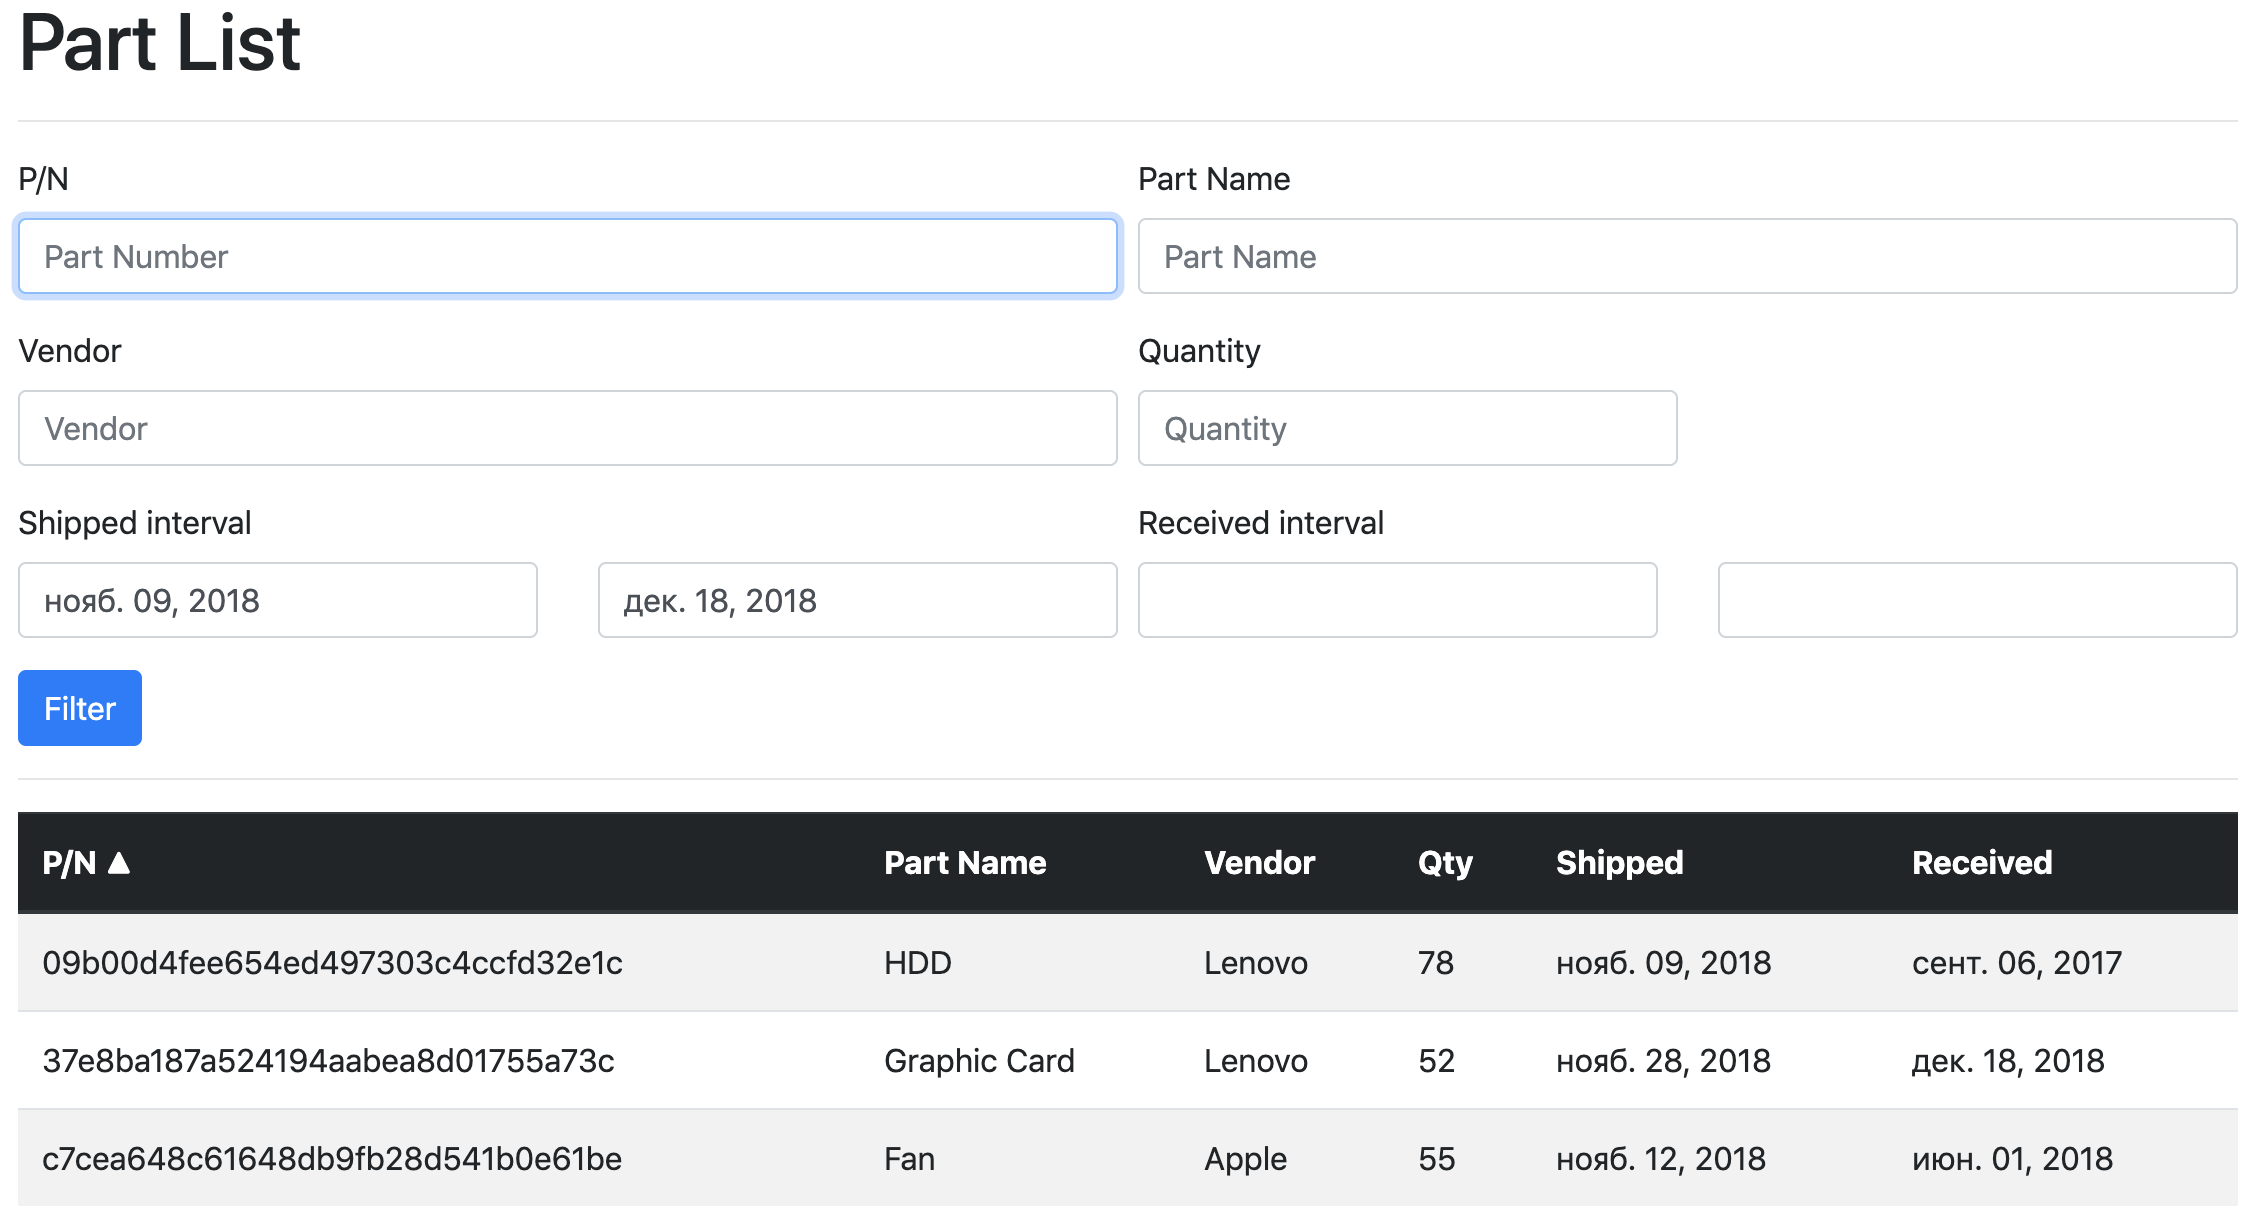 Part List
P/N Part Name
Part Number Part Name
Vendor Quantity
Vendor Quantity
Shipped interval Received interval
нояб. 09, 2018 дек. 18, 2018
Filter
P/N ▲ Part Name Vendor Qty Shipped Received
09b00d4fee654ed497303c4ccfd32e1c HDD Lenovo 78 нояб. 09, 2018 сент. 06, 2017
37e8ba187a524194aabea8d01755a73c Graphic Card Lenovo 52 нояб. 28, 2018 дек. 18, 2018
c7cea648c61648db9fb28d541b0e61be Fan Apple 55 нояб. 12, 2018 июн. 01, 2018